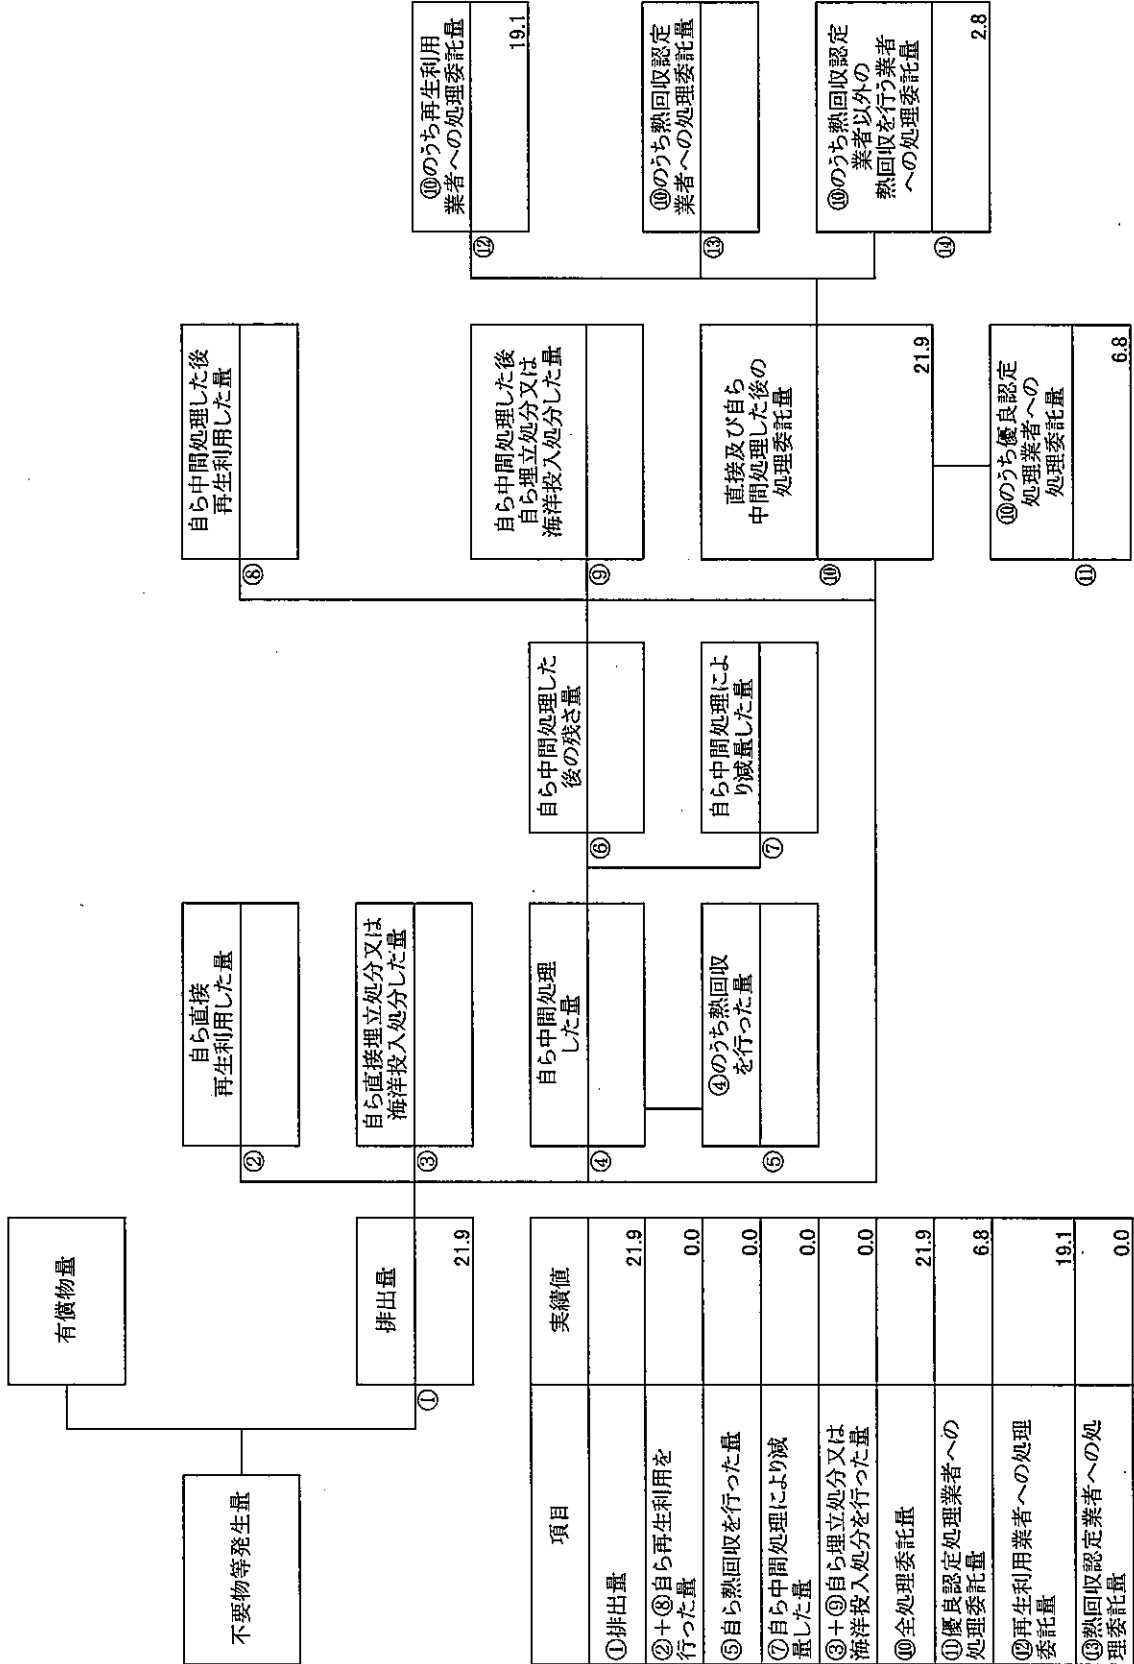 不要物等発生量
有償物量
排出量
①
21.9
自ら直接
再生利用した量
②
自ら直接埋立処分又は
海洋投入処分した量
③
自ら中間処理
した量
④
④のうち熱回収
を行った量
⑤
自ら中間処理した
後の残さ量
⑥
自ら中間処理によ
り減量した量
⑦
自ら中間処理した後
再生利用した量
⑧
自ら中間処理した後
自ら埋立処分又は
海洋投入処分した量
⑨
直接及び自ら
中間処理した後の
処理委託量
⑩
21.9
⑩のうち優良認定
処理業者への
処理委託量
⑪
6.8
⑩のうち再生利用
業者への処理委託量
⑫
19.1
⑩のうち熱回収認定
業者への処理委託量
⑬
⑩のうち熱回収認定
業者以外の
熱回収を行う業者
への処理委託量
⑭
2.8
項目
実績値
①排出量
21.9
②+⑧自ら再生利用を
行った量
0.0
⑤自ら熱回収を行った量
0.0
⑦自ら中間処理により減
量した量
0.0
③+⑨自ら埋立処分又は
海洋投入処分を行った量
0.0
⑩全処理委託量
21.9
⑪優良認定処理業者への
処理委託量
6.8
⑫再生利用業者への処理
委託量
19.1
⑬熱回収認定業者への処
理委託量
0.0